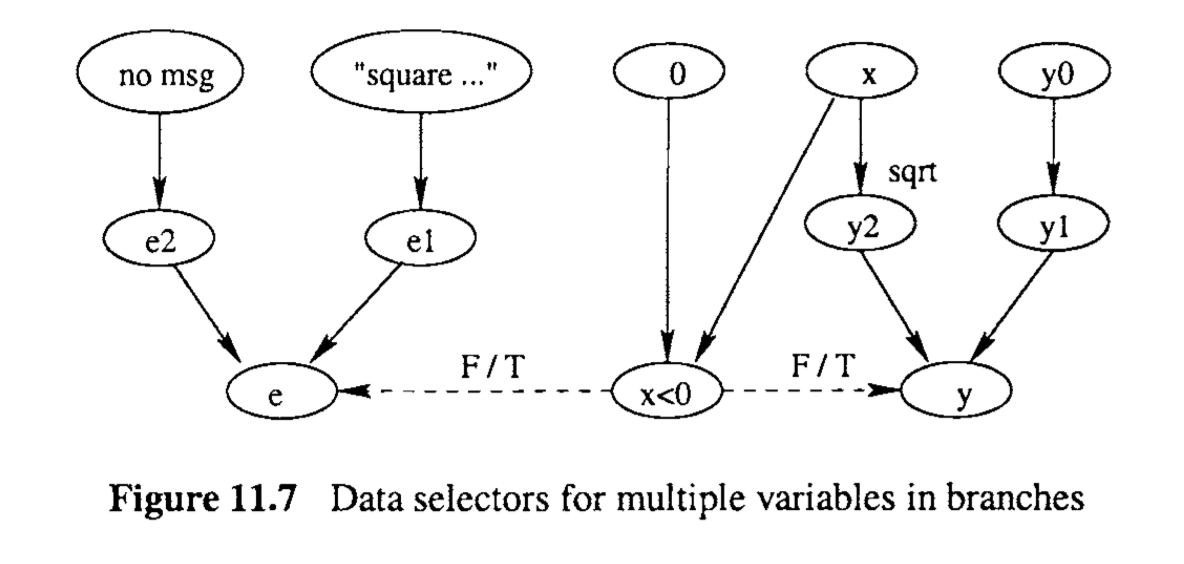 no msg "square ..." 0 x y0
sqrt
e2 e1 y2 y1
F / T F / T
e x<0 y
Figure 11.7 Data selectors for multiple variables in branches